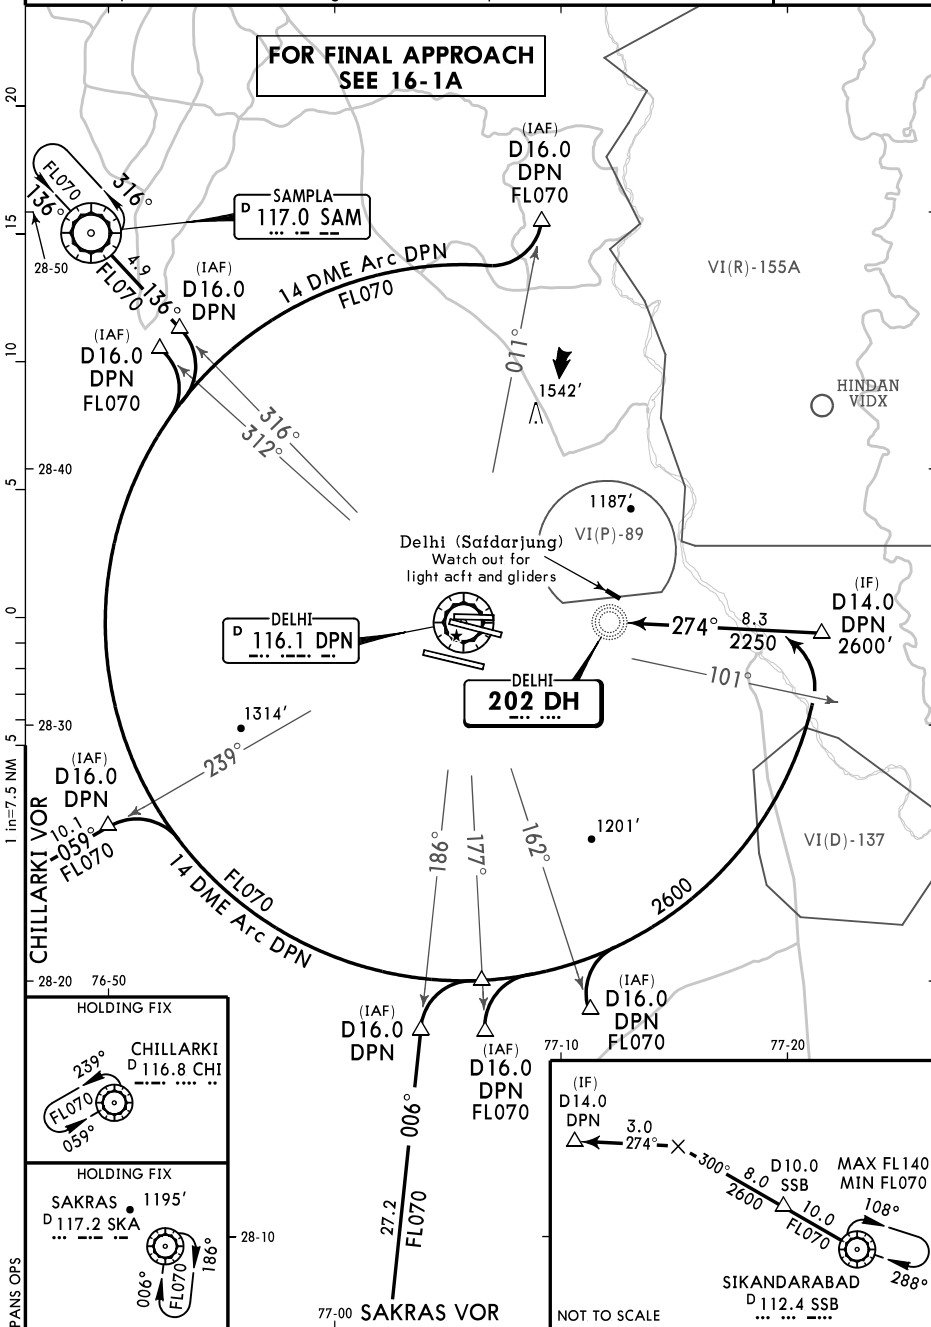 FOR FINAL APPROACH
SEE 16-1A
20
15
10
5
0
5
1 in=7.5 NM
PANS OPS
(IAF)
D16.0
DPN
FL070
FL070
316°
136°
SAMPLA
D 117.0 SAM
28-50
4.9
136°
FL070
(IAF)
D16.0
DPN
(IAF)
D16.0
DPN
FL070
14 DME Arc DPN
FL070
011°
VI(R)-155A
1542'
HINDAN
VIDX
316°
312°
28-40
1187'
VI(P)-89
Delhi (Safdarjung)
Watch out for
light acft and gliders
(IAF)
(IF)
D14.0
DPN
2600'
274°
8.3
2250
DELHI
D 116.1 DPN
DELHI
202 DH
101°
1314'
28-30
239°
(IAF)
D16.0
DPN
10.1
059°
FL070
CHILLARKI VOR
186°
177°
162°
1201'
VI(D)-137
FL070
14 DME Arc DPN
2600
28-20
76-50
(IAF)
D16.0
DPN
(IAF)
D16.0
DPN
FL070
(IAF)
D16.0
DPN
FL070
77-10
77-20
HOLDING FIX
CHILLARKI
D 116.8 CHI
239°
FL070
059°
HOLDING FIX
SAKRAS
D 117.2 SKA
1195'
006°
FL070
186°
006°
27.2
FL070
28-10
77-00
SAKRAS VOR
(IF)
D14.0
DPN
3.0
274°
300°
8.0
2600
D10.0
SSB
10.0
FL070
MAX FL140
MIN FL070
108°
288°
SIKANDARABAD
D 112.4 SSB
NOT TO SCALE